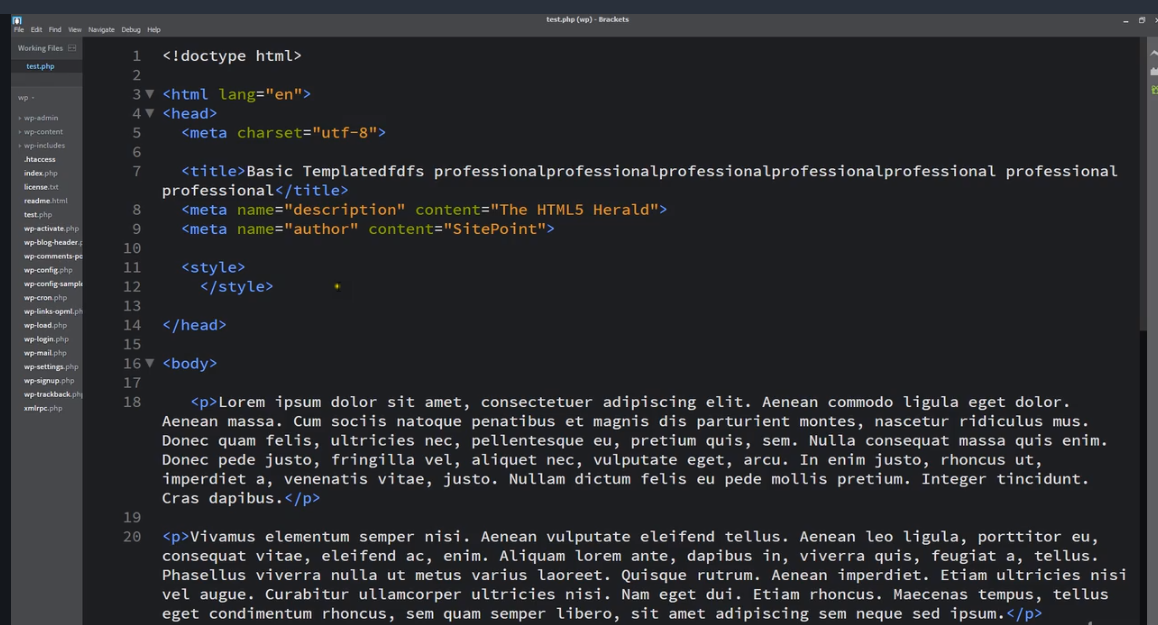 test.php (wp) - Brackets
File Edit Find View Navigate Debug Help
Working Files
test.php
wp
wp-admin
wp-content
wp-includes
.htaccess
index.php
license.txt
readme.html
test.php
wp-activate.php
wp-blog-header.p
wp-comments-po
wp-config.php
wp-config-sample
wp-cron.php
wp-links-opml.ph
wp-load.php
wp-login.php
wp-mail.php
wp-settings.php
wp-signup.php
wp-trackback.php
xmlrpc.php
1 <!doctype html>
2
3 <html lang="en">
4 <head>
5 <meta charset="utf-8">
6
7 <title>Basic Templatedfdfs professionalprofessionalprofessionalprofessionalprofessional professional
professional</title>
8 <meta name="description" content="The HTML5 Herald">
9 <meta name="author" content="SitePoint">
10
11 <style>
12 </style> *
13
14 </head>
15
16 <body>
17
18 <p>Lorem ipsum dolor sit amet, consectetuer adipiscing elit. Aenean commodo ligula eget dolor.
Aenean massa. Cum sociis natoque penatibus et magnis dis parturient montes, nascetur ridiculus mus.
Donec quam felis, ultricies nec, pellentesque eu, pretium quis, sem. Nulla consequat massa quis enim.
Donec pede justo, fringilla vel, aliquet nec, vulputate eget, arcu. In enim justo, rhoncus ut,
imperdiet a, venenatis vitae, justo. Nullam dictum felis eu pede mollis pretium. Integer tincidunt.
Cras dapibus.</p>
19
20 <p>Vivamus elementum semper nisi. Aenean vulputate eleifend tellus. Aenean leo ligula, porttitor eu,
consequat vitae, eleifend ac, enim. Aliquam lorem ante, dapibus in, viverra quis, feugiat a, tellus.
Phasellus viverra nulla ut metus varius laoreet. Quisque rutrum. Aenean imperdiet. Etiam ultricies nisi
vel augue. Curabitur ullamcorper ultricies nisi. Nam eget dui. Etiam rhoncus. Maecenas tempus, tellus
eget condimentum rhoncus, sem quam semper libero, sit amet adipiscing sem neque sed ipsum.</p>